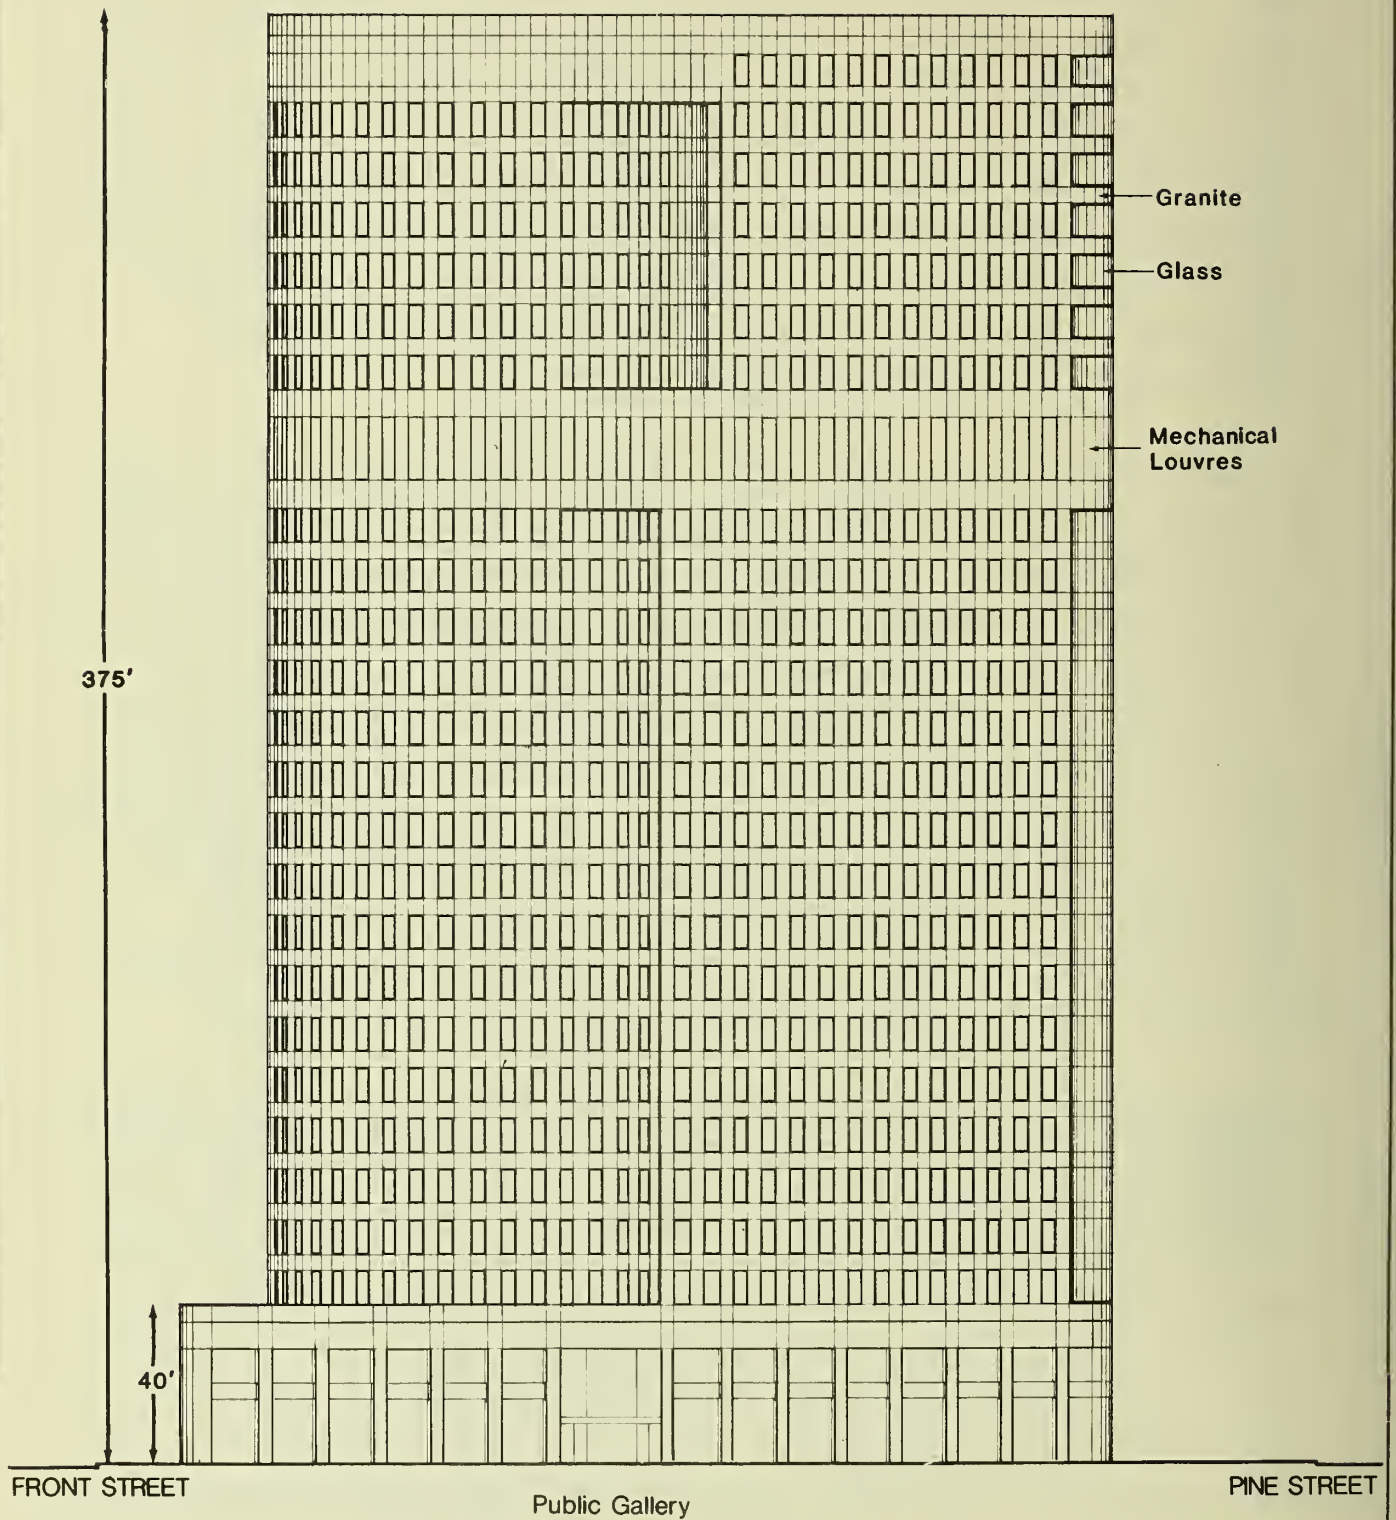 Granite
Glass
Mechanical
Louvres
375'
40'
FRONT STREET
PINE STREET
Public Gallery